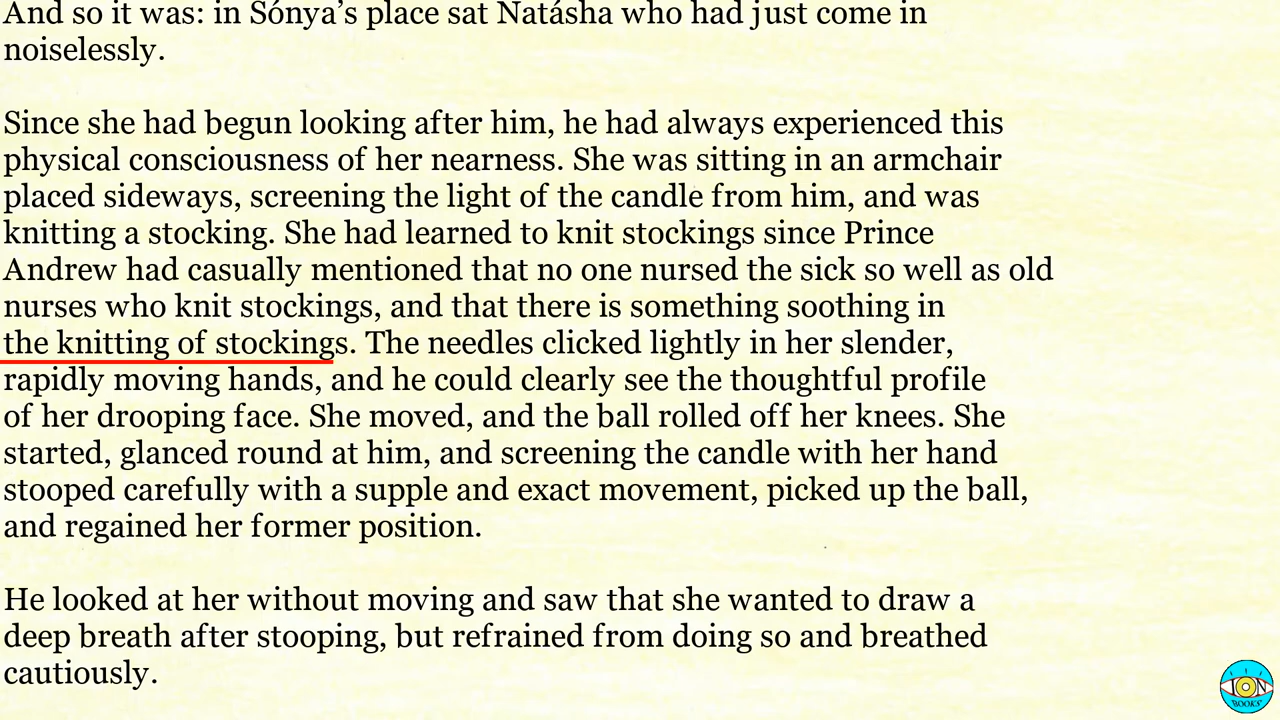 And so it was: in Sónya’s place sat Natásha who had just come in
noiselessly.
Since she had begun looking after him, he had always experienced this
physical consciousness of her nearness. She was sitting in an armchair
placed sideways, screening the light of the candle from him, and was
knitting a stocking. She had learned to knit stockings since Prince
Andrew had casually mentioned that no one nursed the sick so well as old
nurses who knit stockings, and that there is something soothing in
the knitting of stockings. The needles clicked lightly in her slender,
rapidly moving hands, and he could clearly see the thoughtful profile
of her drooping face. She moved, and the ball rolled off her knees. She
started, glanced round at him, and screening the candle with her hand
stooped carefully with a supple and exact movement, picked up the ball,
and regained her former position.
He looked at her without moving and saw that she wanted to draw a
deep breath after stooping, but refrained from doing so and breathed
cautiously.
ION
BOOKS